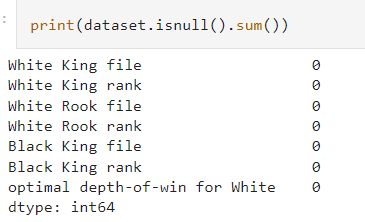 :
print(dataset.isnull().sum())
White King file 0
White King rank 0
White Rook file 0
White Rook rank 0
Black King file 0
Black King rank 0
optimal depth-of-win for White 0
dtype: int64